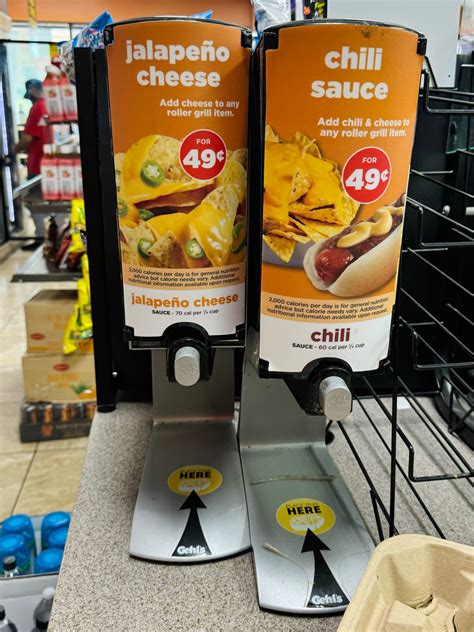 jalapeño
cheese
Add cheese to any
roller grill item.
FOR
49¢
2,000 calories per day is for general nutrition
advice but calorie needs vary. Additional
nutritional information available upon request.
jalapeño cheese
SAUCE - 70 cal per ¼ cup
HERE
Gehl's
chili
sauce
Add chili & cheese to
any roller grill item.
FOR
49¢
2,000 calories per day is for general nutrition
advice but calorie needs vary. Additional
nutritional information available upon request.
chili
SAUCE - 60 cal per ¼ cup
HERE
Gehl's